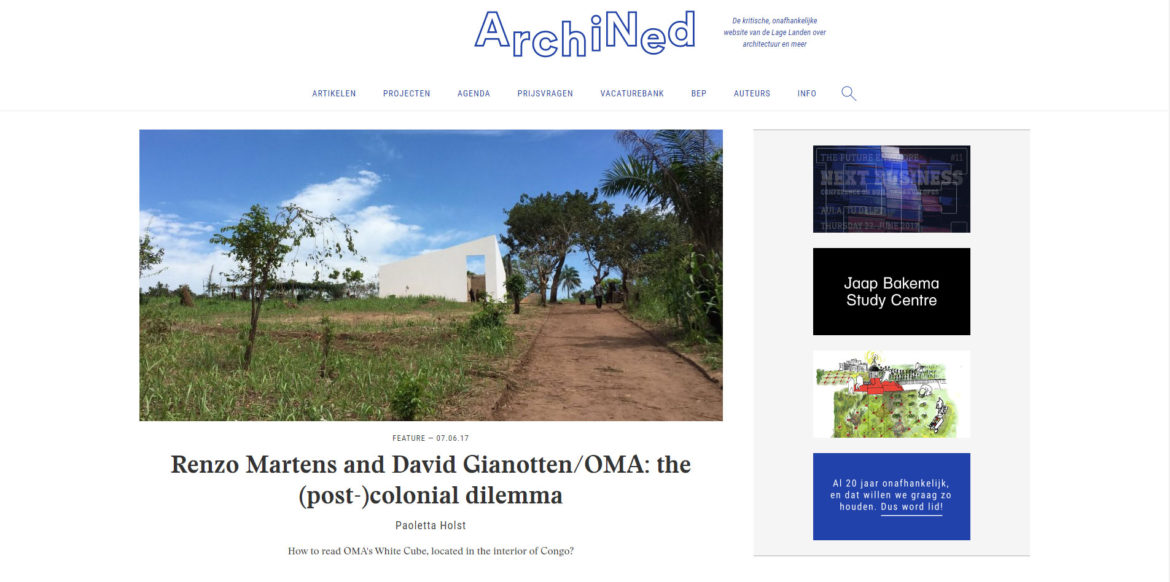 ArchiNed
De kritische, onafhankelijke
website van de Lage Landen over
architectuur en meer
ARTIKELEN PROJECTEN AGENDA PRIJSVRAGEN VACATUREBANK BEP AUTEURS INFO
FEATURE — 07.06.17
Renzo Martens and David Gianotten/OMA: the
(post-)colonial dilemma
Paoletta Holst
How to read OMA's White Cube, located in the interior of Congo?
THE FUTURE ENVELOPE #11
NEXT BUSINESS
CONFERENCE ON BUILDING ENVELOPES
AULA, TU DELFT
THURSDAY 22 JUNE 2017
Jaap Bakema
Study Centre
Al 20 jaar onafhankelijk,
en dat willen we graag zo
houden. Dus word lid!